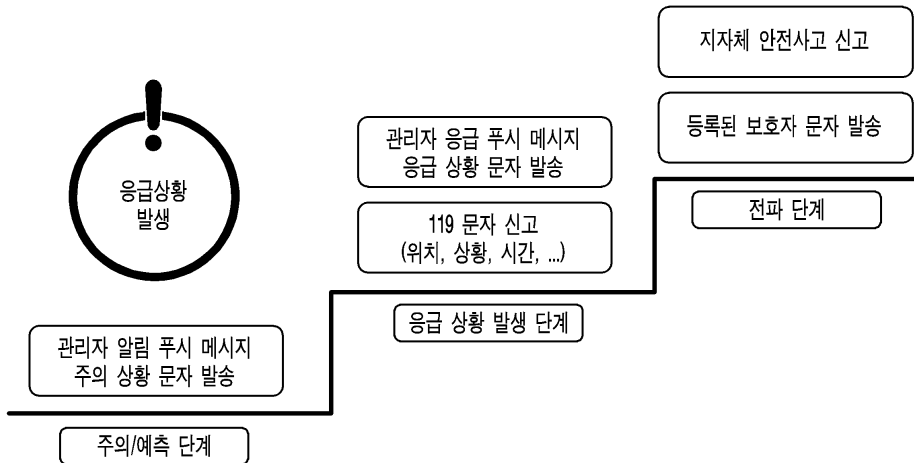 지자체 안전사고 신고
등록된 보호자 문자 발송
전파 단계
관리자 응급 푸시 메시지
응급 상황 문자 발송
119 문자 신고
(위치, 상황, 시간, ...)
응급 상황 발생 단계
응급상황
발생
관리자 알림 푸시 메시지
주의 상황 문자 발송
주의/예측 단계